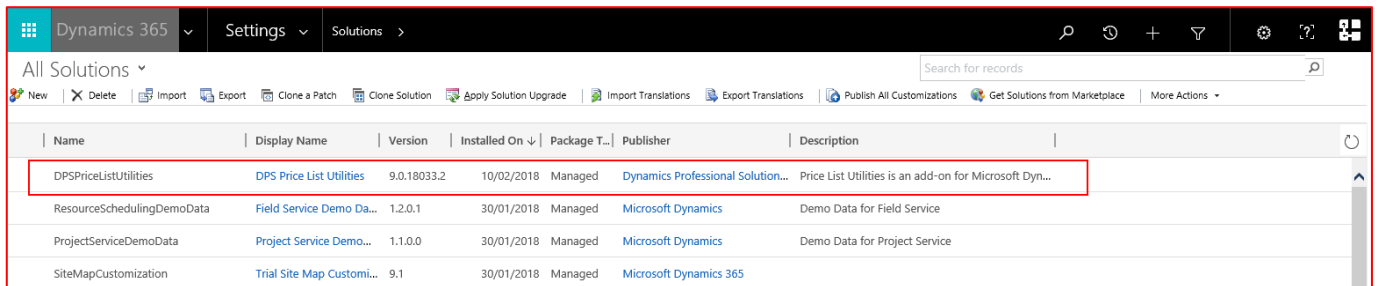 Dynamics 365 Settings Solutions >
All Solutions
Search for records
New Delete Import Export Clone a Patch Clone Solution Apply Solution Upgrade Import Translations Export Translations Publish All Customizations Get Solutions from Marketplace More Actions
Name Display Name Version Installed On ↓ Package T... Publisher Description
DPSPriceListUtilities DPS Price List Utilities 9.0.18033.2 10/02/2018 Managed Dynamics Professional Solution... Price List Utilities is an add-on for Microsoft Dyn...
ResourceSchedulingDemoData Field Service Demo Da... 1.2.0.1 30/01/2018 Managed Microsoft Dynamics Demo Data for Field Service
ProjectServiceDemoData Project Service Demo... 1.1.0.0 30/01/2018 Managed Microsoft Dynamics Demo Data for Project Service
SiteMapCustomization Trial Site Map Customi... 9.1 30/01/2018 Managed Microsoft Dynamics 365